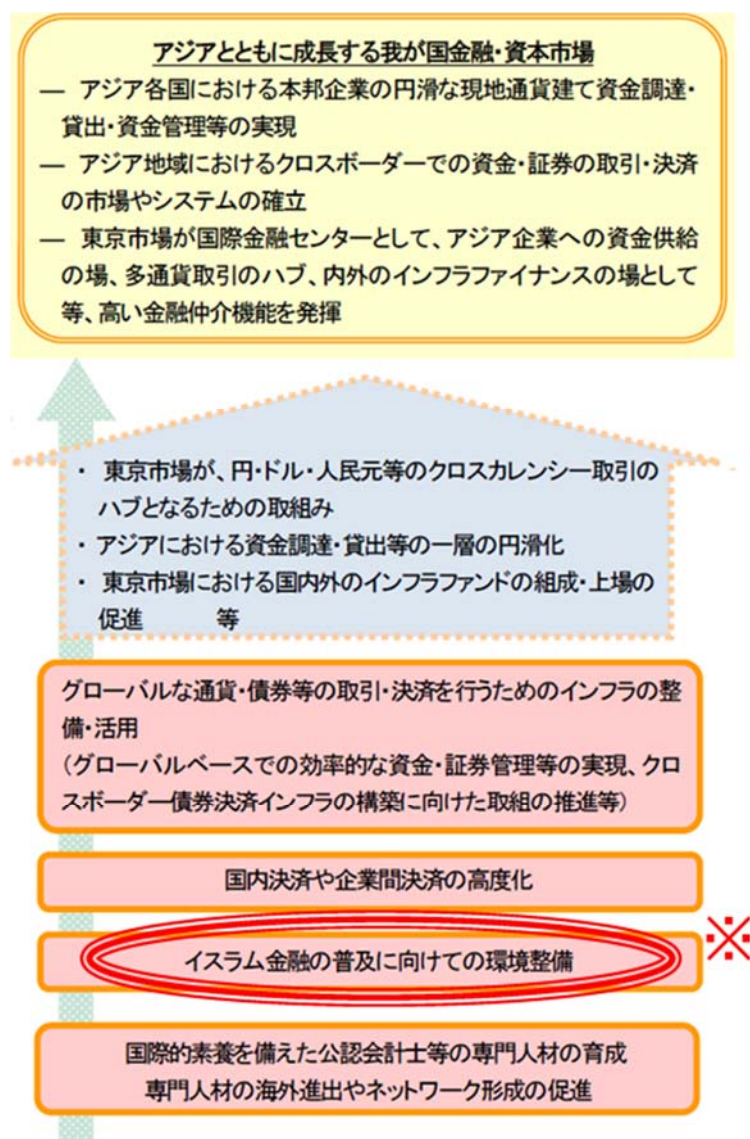 アジアとともに成長する我が国金融・資本市場
― アジア各国における本邦企業の円滑な現地通貨建て資金調達・
貸出・資金管理等の実現
― アジア地域におけるクロスボーダーでの資金・証券の取引・決済
の市場やシステムの確立
― 東京市場が国際金融センターとして、アジア企業への資金供給
の場、多通貨取引のハブ、内外のインフラファイナンスの場として
等、高い金融仲介機能を発揮
・ 東京市場が、円・ドル・人民元等のクロスカレンシー取引の
ハブとなるための取組み
・ アジアにおける資金調達・貸出等の一層の円滑化
・ 東京市場における国内外のインフラファンドの組成・上場の
促進 等
グローバルな通貨・債券等の取引・決済を行うためのインフラの整
備・活用
（グローバルベースでの効率的な資金・証券管理等の実現、クロ
スボーダー債券決済インフラの構築に向けた取組の推進等）
国内決済や企業間決済の高度化
※
イスラム金融の普及に向けての環境整備
国際的素養を備えた公認会計士等の専門人材の育成
専門人材の海外進出やネットワーク形成の促進